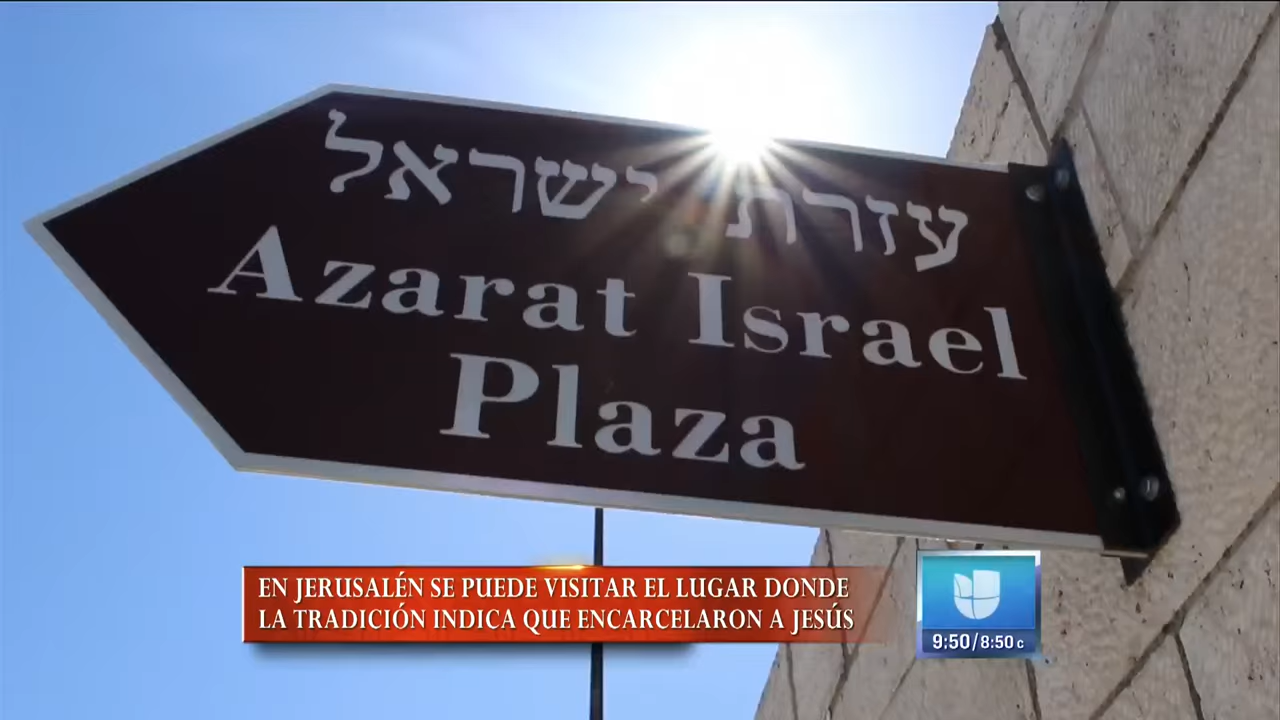 עזרת ישראל
Azarat Israel
Plaza
EN JERUSALÉN SE PUEDE VISITAR EL LUGAR DONDE
LA TRADICIÓN INDICA QUE ENCARCELARON A JESÚS
9:50/8:50 c